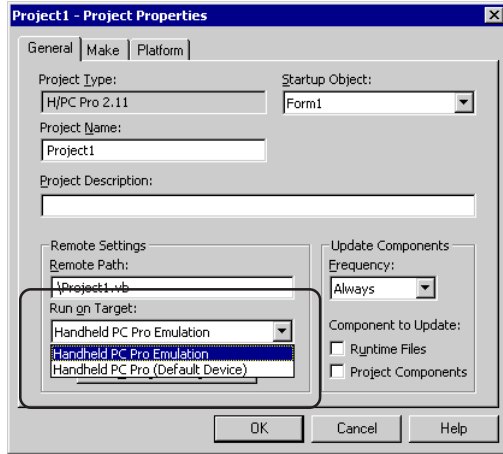 Project1 - Project Properties
General
Make
Platform
Project Type:
H/PC Pro 2.11
Startup Object:
Form1
Project Name:
Project1
Project Description:
Remote Settings
Remote Path:
\Project1.vb
Run on Target:
Handheld PC Pro Emulation
Handheld PC Pro Emulation
Handheld PC Pro (Default Device)
Update Components
Frequency:
Always
Component to Update:
Runtime Files
Project Components
OK
Cancel
Help